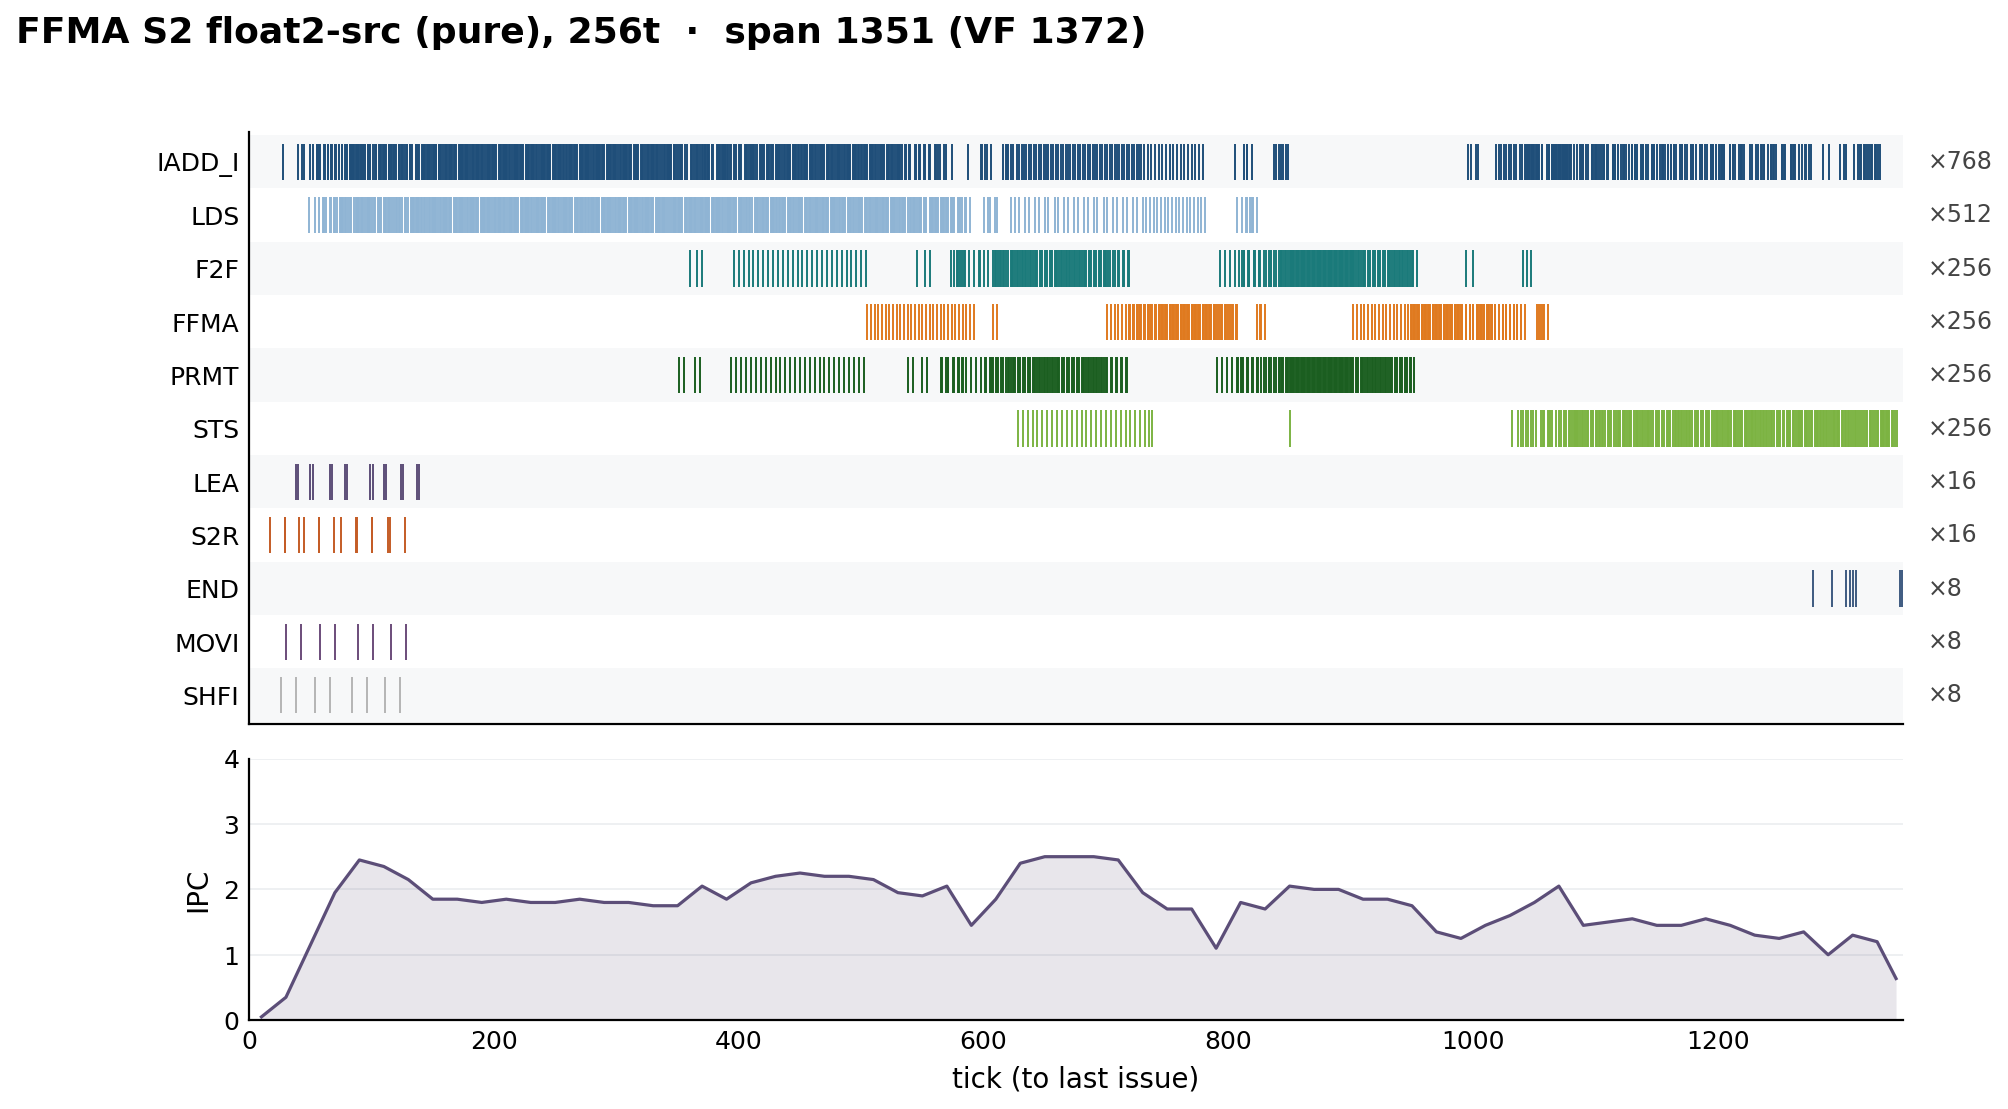 FFMA S2 float2-src (pure), 256t · span 1351 (VF 1372)
IADD_I ×768
LDS ×512
F2F ×256
FFMA ×256
PRMT ×256
STS ×256
LEA ×16
S2R ×16
END ×8
MOVI ×8
SHFI ×8
4
3
2
1
0
IPC
0 200 400 600 800 1000 1200
tick (to last issue)